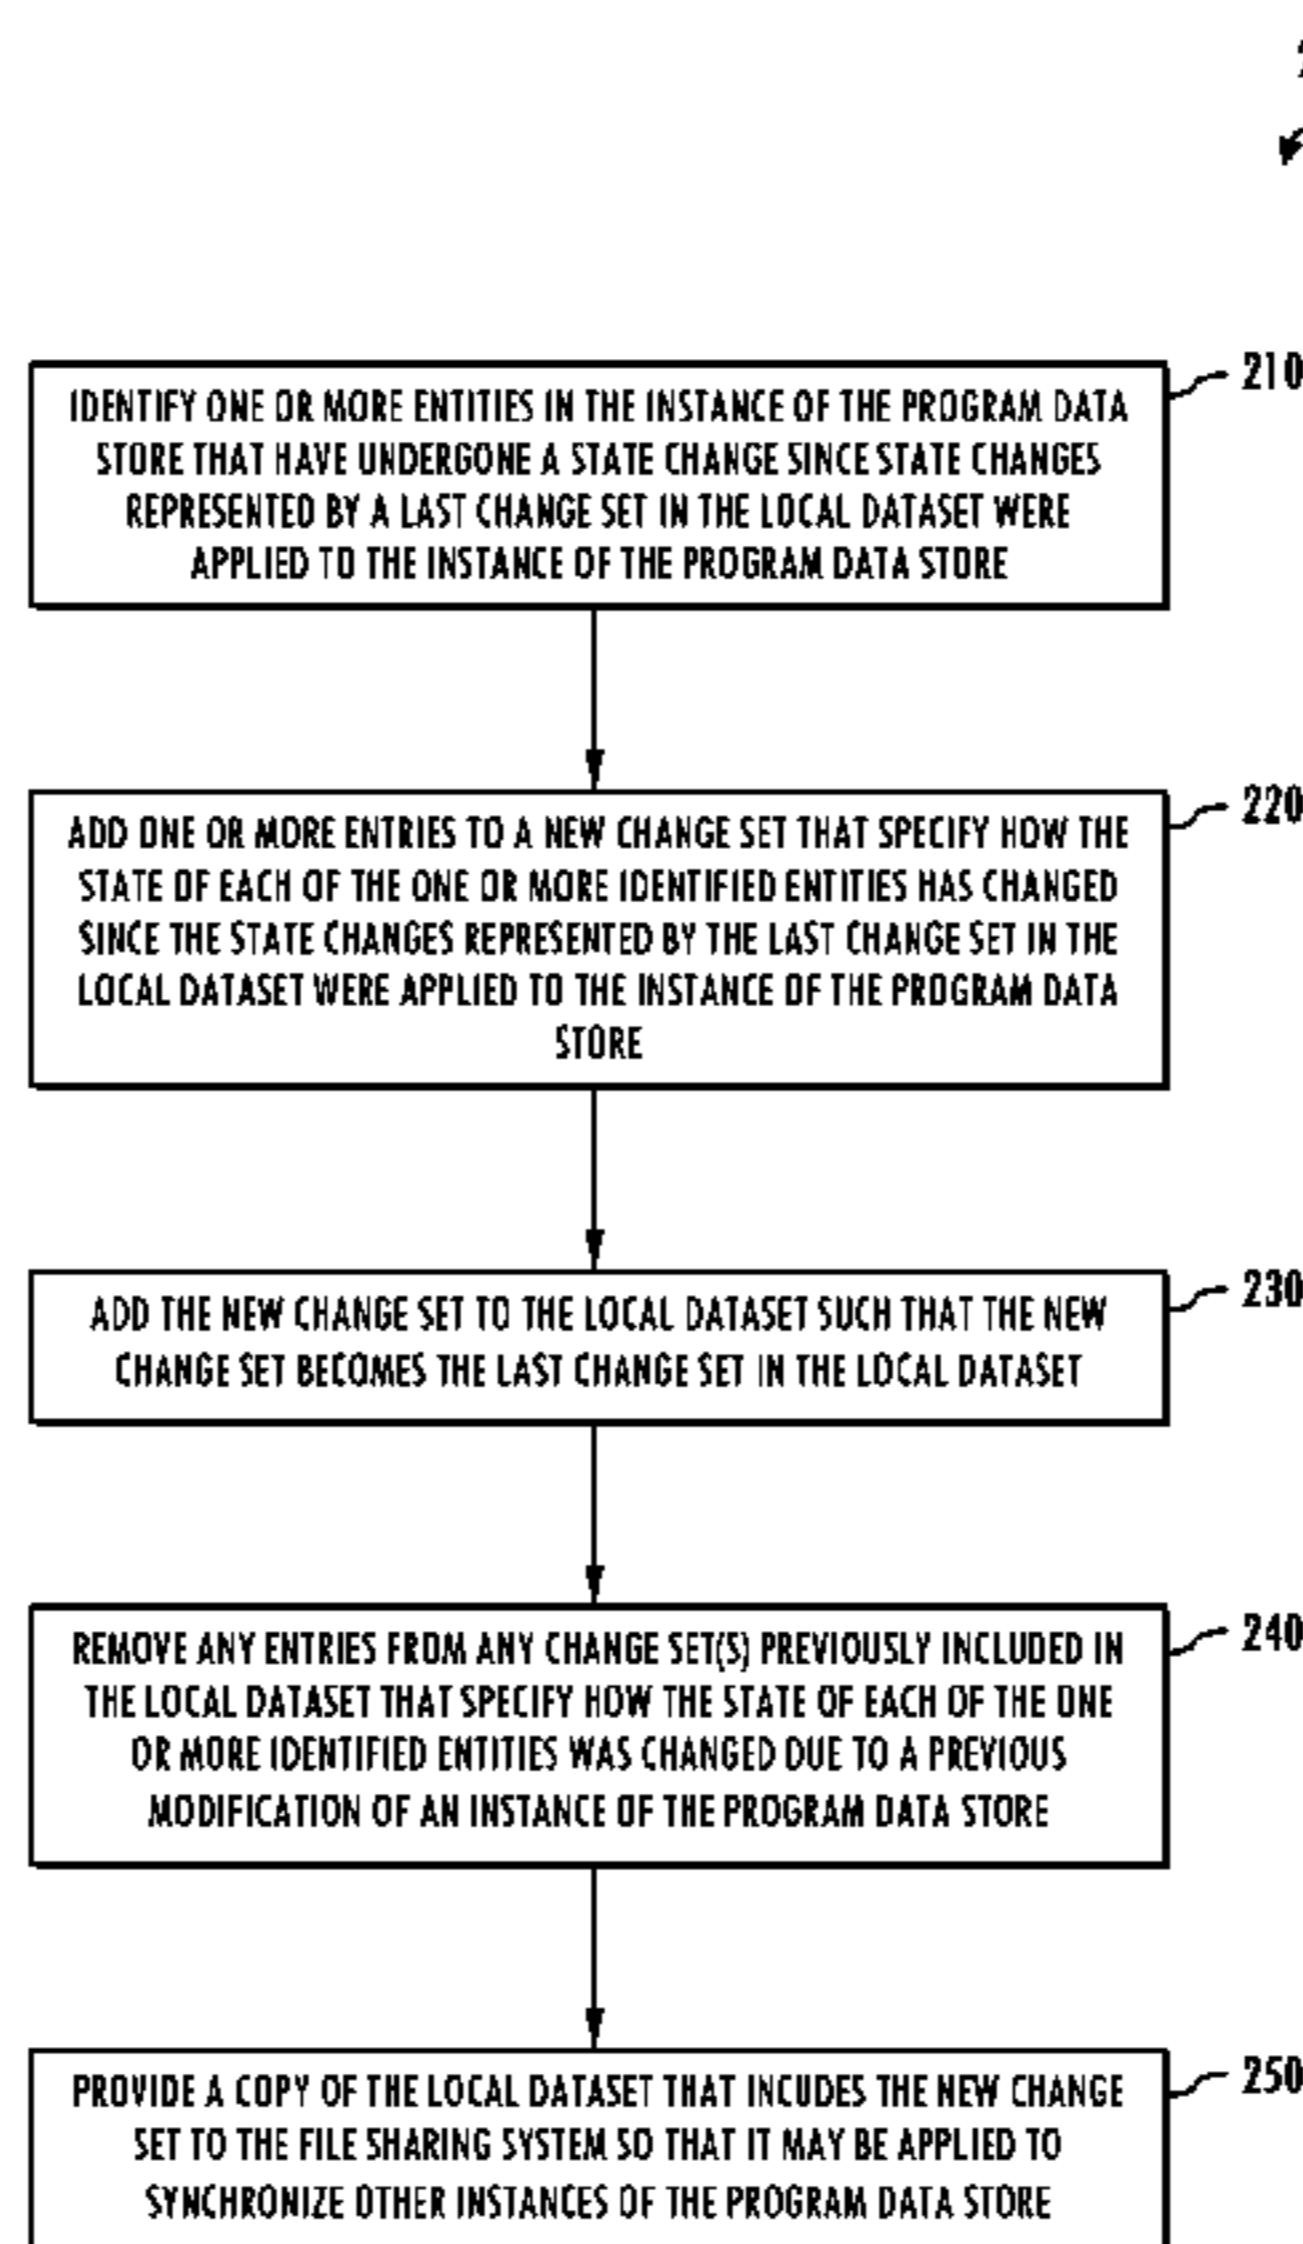 210
IDENTIFY ONE OR MORE ENTITIES IN THE INSTANCE OF THE PROGRAM DATA
STORE THAT HAVE UNDERGONE A STATE CHANGE SINCE STATE CHANGES
REPRESENTED BY A LAST CHANGE SET IN THE LOCAL DATASET WERE
APPLIED TO THE INSTANCE OF THE PROGRAM DATA STORE
220
ADD ONE OR MORE ENTRIES TO A NEW CHANGE SET THAT SPECIFY HOW THE
STATE OF EACH OF THE ONE OR MORE IDENTIFIED ENTITIES HAS CHANGED
SINCE THE STATE CHANGES REPRESENTED BY THE LAST CHANGE SET IN THE
LOCAL DATASET WERE APPLIED TO THE INSTANCE OF THE PROGRAM DATA
STORE
230
ADD THE NEW CHANGE SET TO THE LOCAL DATASET SUCH THAT THE NEW
CHANGE SET BECOMES THE LAST CHANGE SET IN THE LOCAL DATASET
240
REMOVE ANY ENTRIES FROM ANY CHANGE SET(S) PREVIOUSLY INCLUDED IN
THE LOCAL DATASET THAT SPECIFY HOW THE STATE OF EACH OF THE ONE
OR MORE IDENTIFIED ENTITIES WAS CHANGED DUE TO A PREVIOUS
MODIFICATION OF AN INSTANCE OF THE PROGRAM DATA STORE
250
PROVIDE A COPY OF THE LOCAL DATASET THAT INCUDES THE NEW CHANGE
SET TO THE FILE SHARING SYSTEM SO THAT IT MAY BE APPLIED TO
SYNCHRONIZE OTHER INSTANCES OF THE PROGRAM DATA STORE